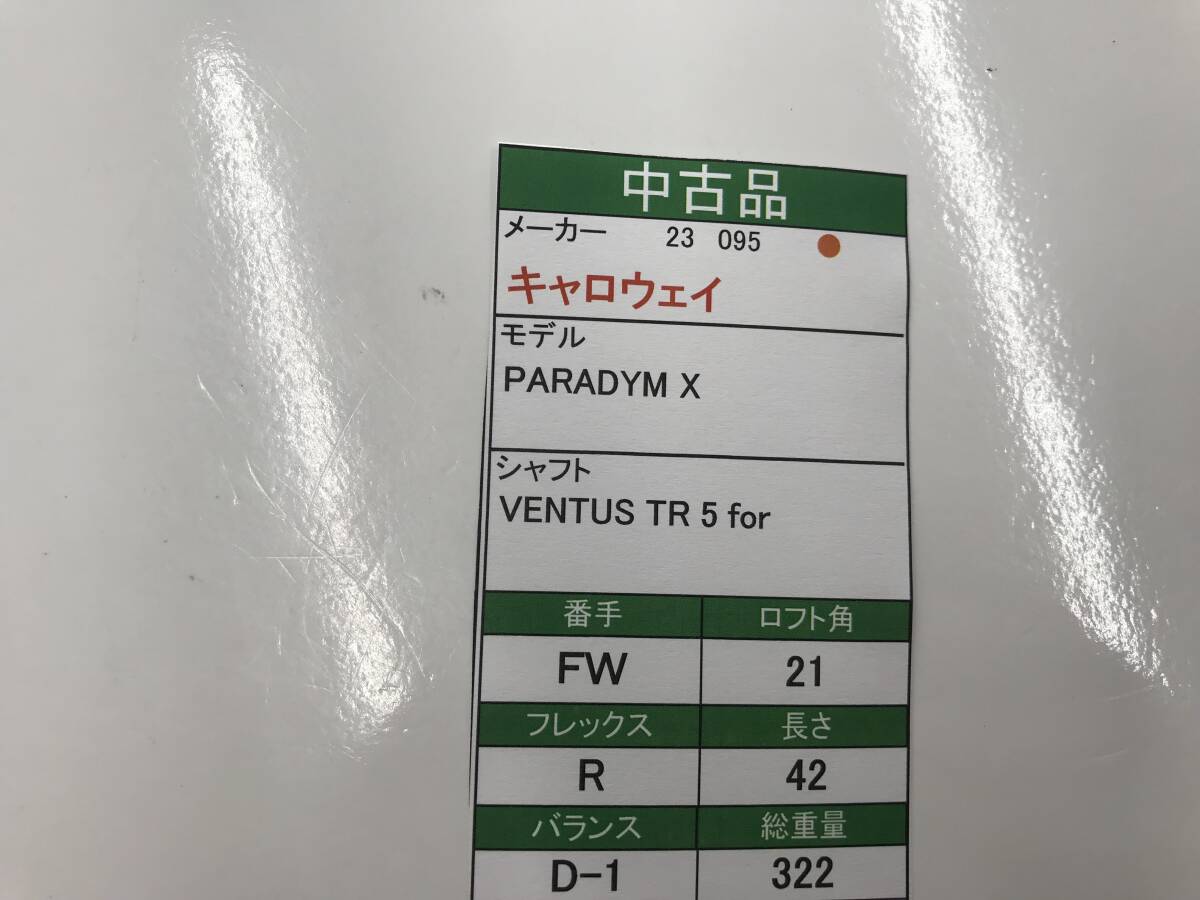 中古品
メーカー 23 095
キャロウェイ
モデル
PARADYM X
シャフト
VENTUS TR 5 for
番手 ロフト角
FW 21
フレックス 長さ
R 42
バランス 総重量
D-1 322